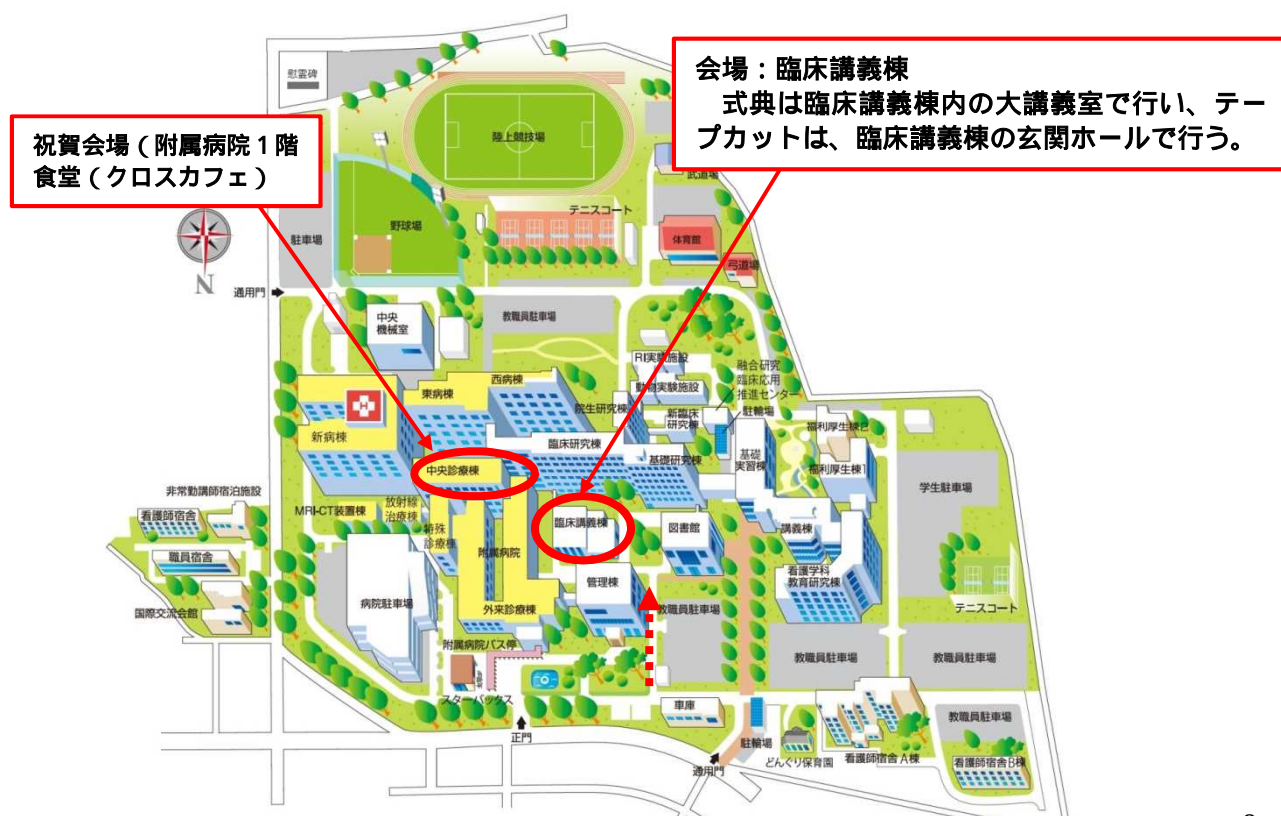 慰霊碑
会場：臨床講義棟
式典は臨床講義棟内の大講義室で行い、テー
プカットは、臨床講義棟の玄関ホールで行う。
祝賀会場（附属病院１階
食堂（クロスカフェ）
陸上競技場
武道場
テニスコート
野球場
駐車場
体育館
弓道場
N
通用門
中央
機械室
教職員駐車場
RI実験施設
動物実験施設
融合研究
臨床応用
推進センター
駐輪場
新臨床
研究棟
院生研究棟
西病棟
東病棟
新病棟
臨床研究棟
基礎研究棟
基礎
実習棟
福利厚生棟2
福利厚生棟1
中央診療棟
学生駐車場
非常勤講師宿泊施設
看護師宿舎
MRI-CT装置棟
放射線
治療棟
特殊
診療棟
附属病院
臨床講義棟
図書館
講義棟
職員宿舎
看護学科
教育研究棟
管理棟
病院駐車場
外来診療棟
国際交流会館
教職員駐車場
テニスコート
附属病院バス停
スターバックス
教職員駐車場
教職員駐車場
車庫
教職員駐車場
正門
駐輪場
通用門
どんぐり保育園
看護師宿舎A棟
看護師宿舎B棟